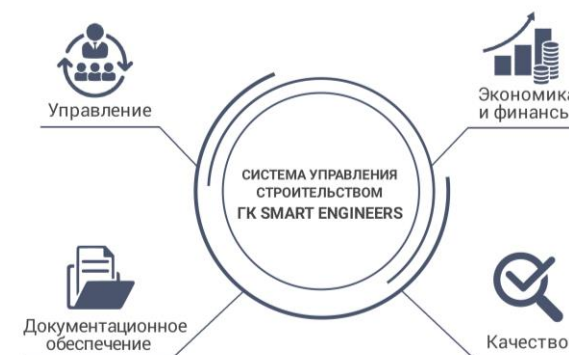 Управление
Экономика
и финансы
СИСТЕМА УПРАВЛЕНИЯ
СТРОИТЕЛЬСТВОМ
ГК SMART ENGINEERS
Документационное
обеспечение
Качество